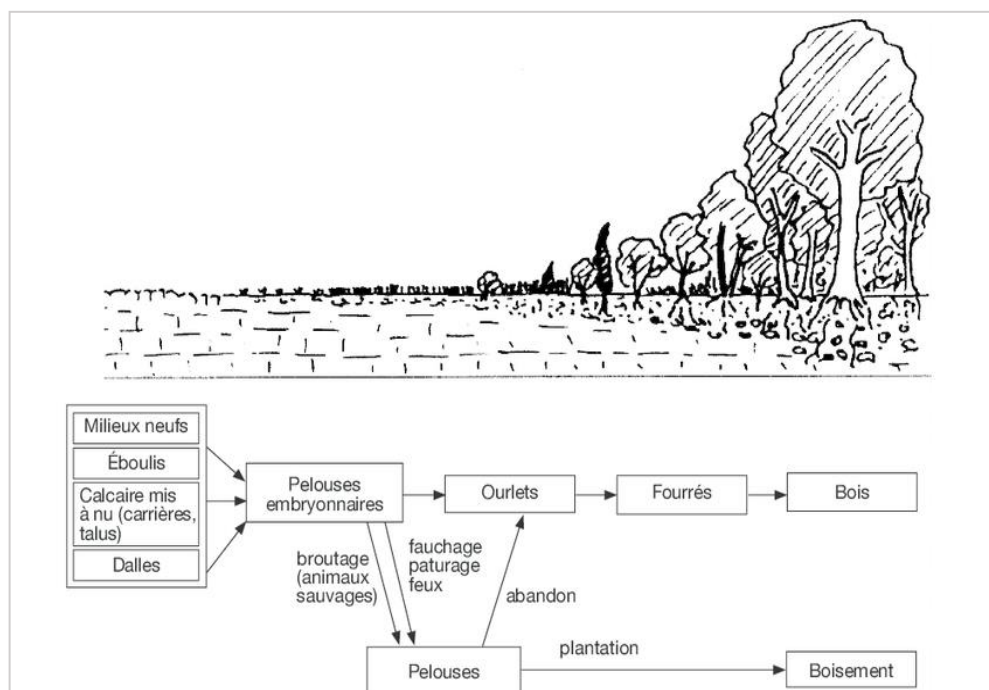 Milieux neufs
Éboulis
Calcaire mis
à nu (carrières,
talus)
Dalles
Pelouses
embryonnaires
Ourlets
Fourrés
Bois
broutage
(animaux
sauvages)
fauchage
paturage
feux
abandon
plantation
Pelouses
Boisement